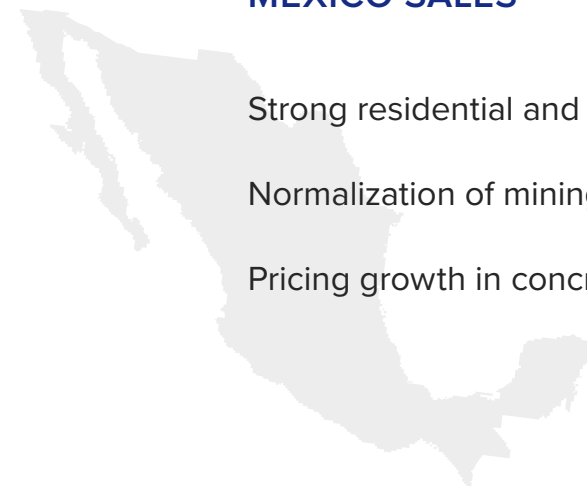 MEXICO SALES
Strong residential and
Normalization of
Pricing growth in